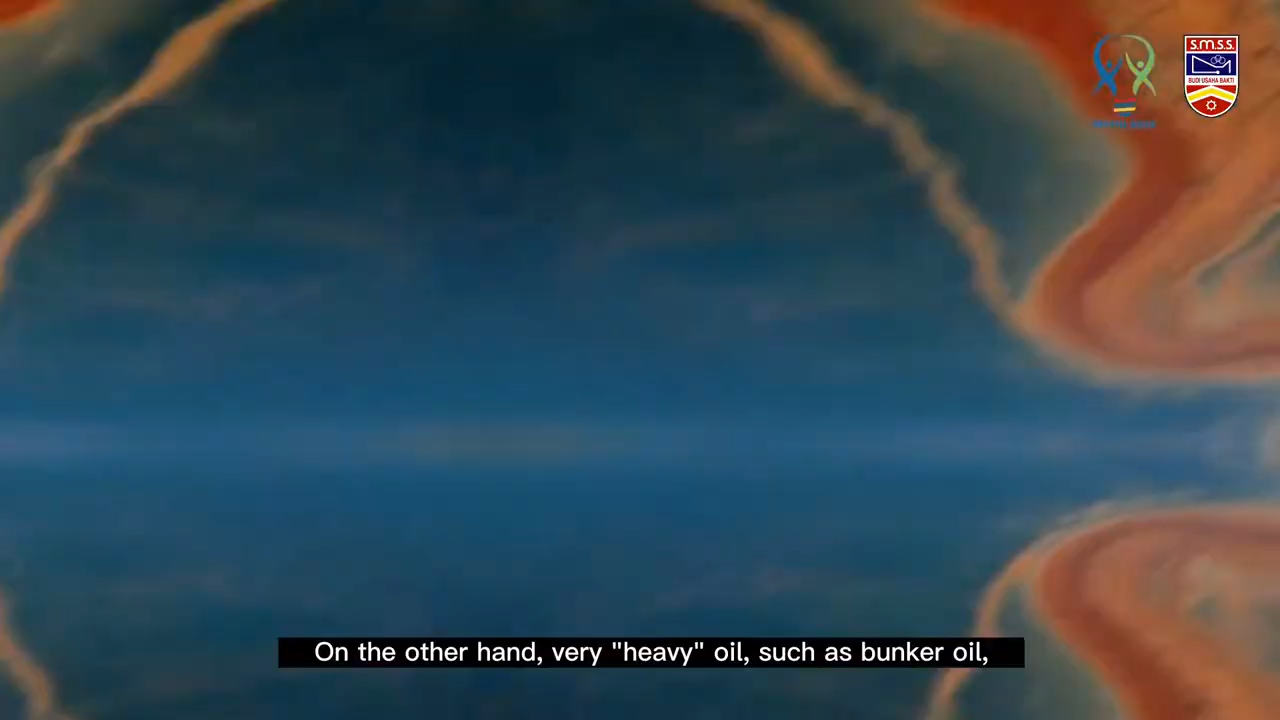 S.M.S.S.
BUDI USAHA BAKTI
On the other hand, very "heavy" oil, such as bunker oil,